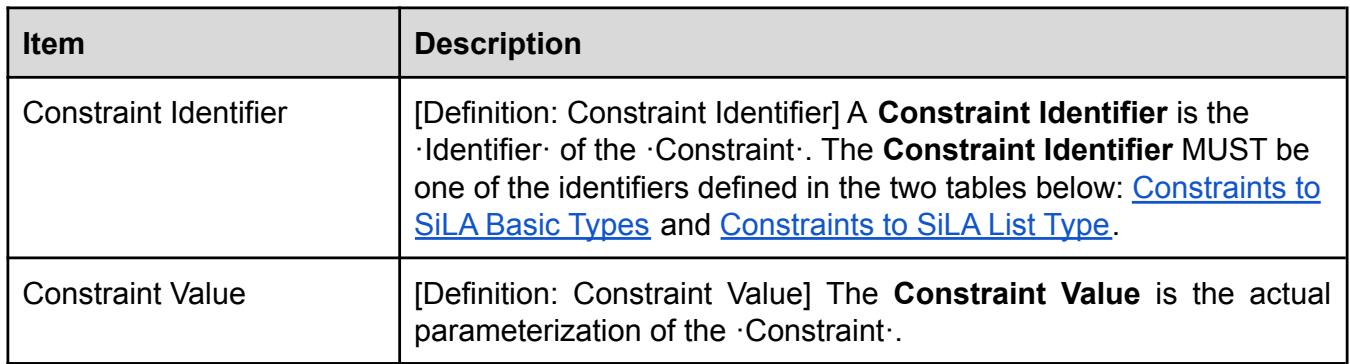 Item Description
Constraint Identifier [Definition: Constraint Identifier] A Constraint Identifier is the
·Identifier· of the ·Constraint·. The Constraint Identifier MUST be
one of the identifiers defined in the two tables below: Constraints to
SiLA Basic Types and Constraints to SiLA List Type.
Constraint Value [Definition: Constraint Value] The Constraint Value is the actual
parameterization of the ·Constraint·.